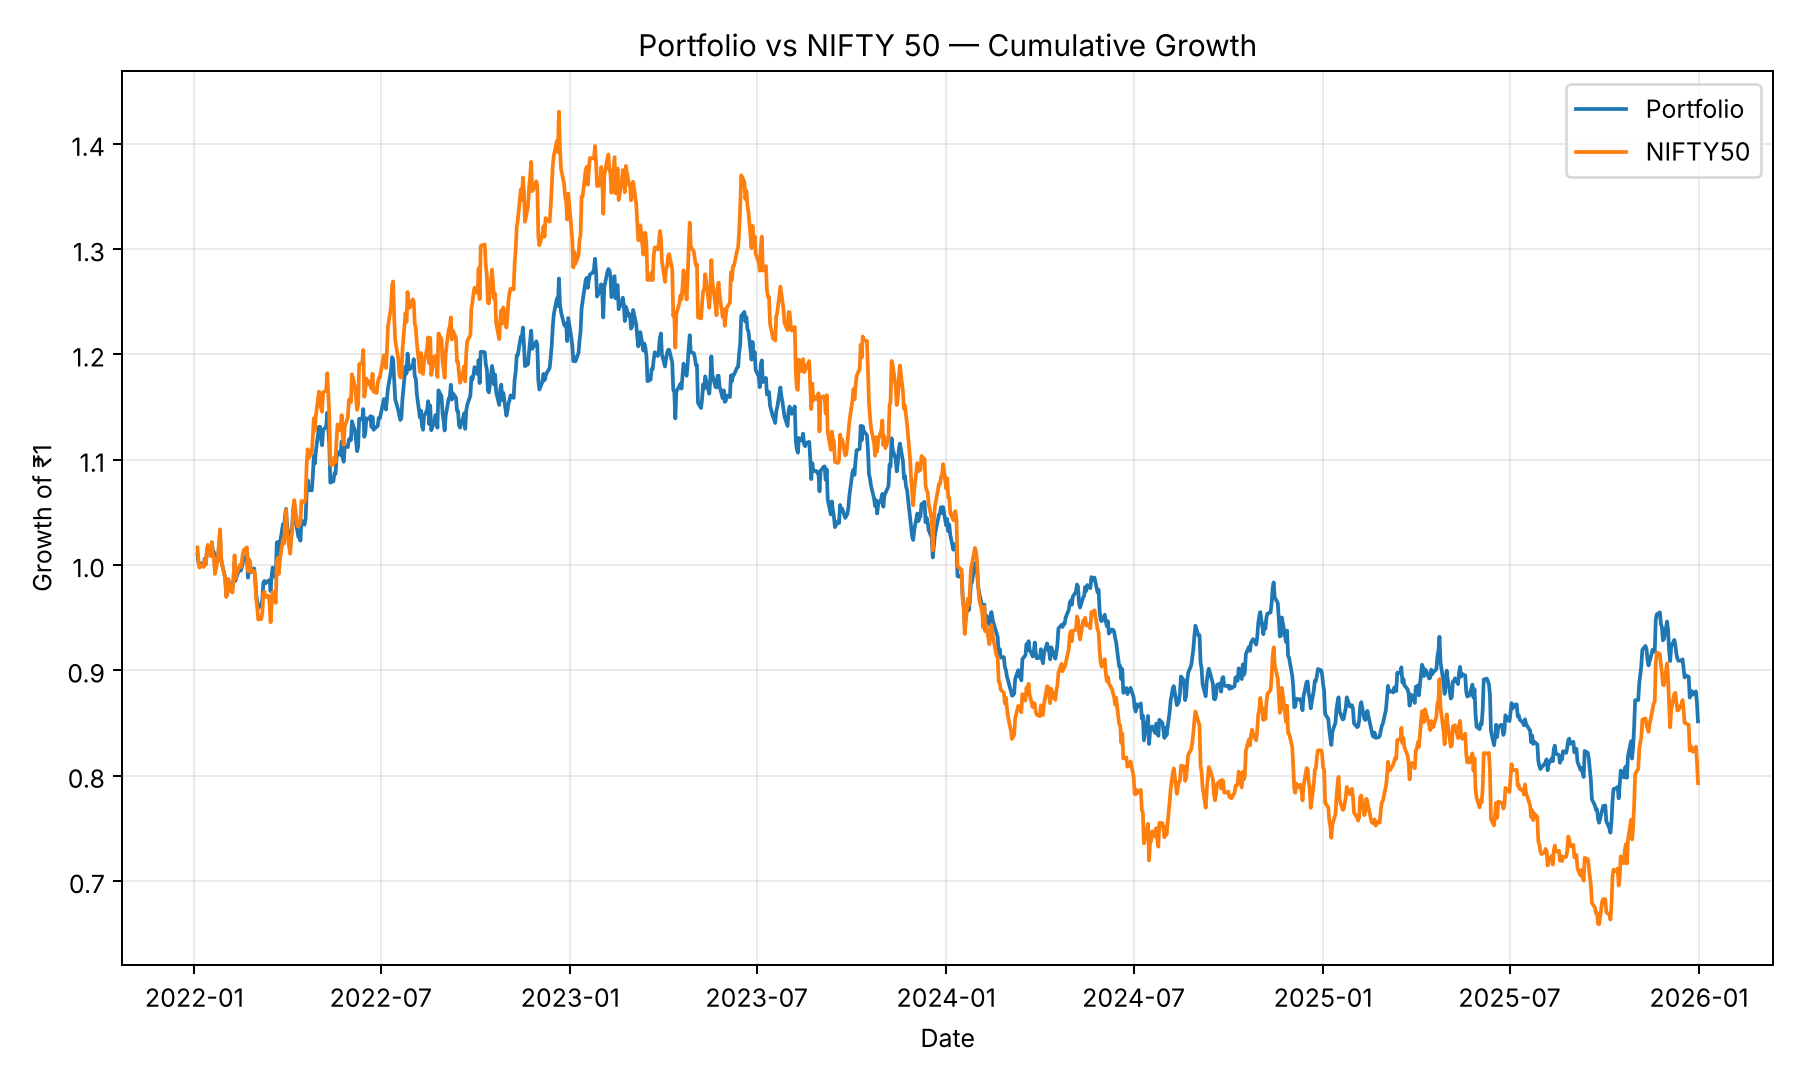 Portfolio vs NIFTY 50 — Cumulative Growth
Portfolio
NIFTY50
Growth of ₹1
1.4
1.3
1.2
1.1
1.0
0.9
0.8
0.7
2022-01 2022-07 2023-01 2023-07 2024-01 2024-07 2025-01 2025-07 2026-01
Date